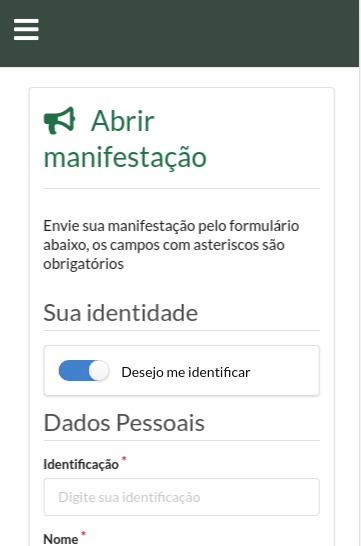 Abrir
manifestação
Envie sua manifestação pelo formulário
abaixo, os campos com asteriscos são
obrigatórios
Sua identidade
Desejo me identificar
Dados Pessoais
Identificação *
Digite sua identificação
Nome *